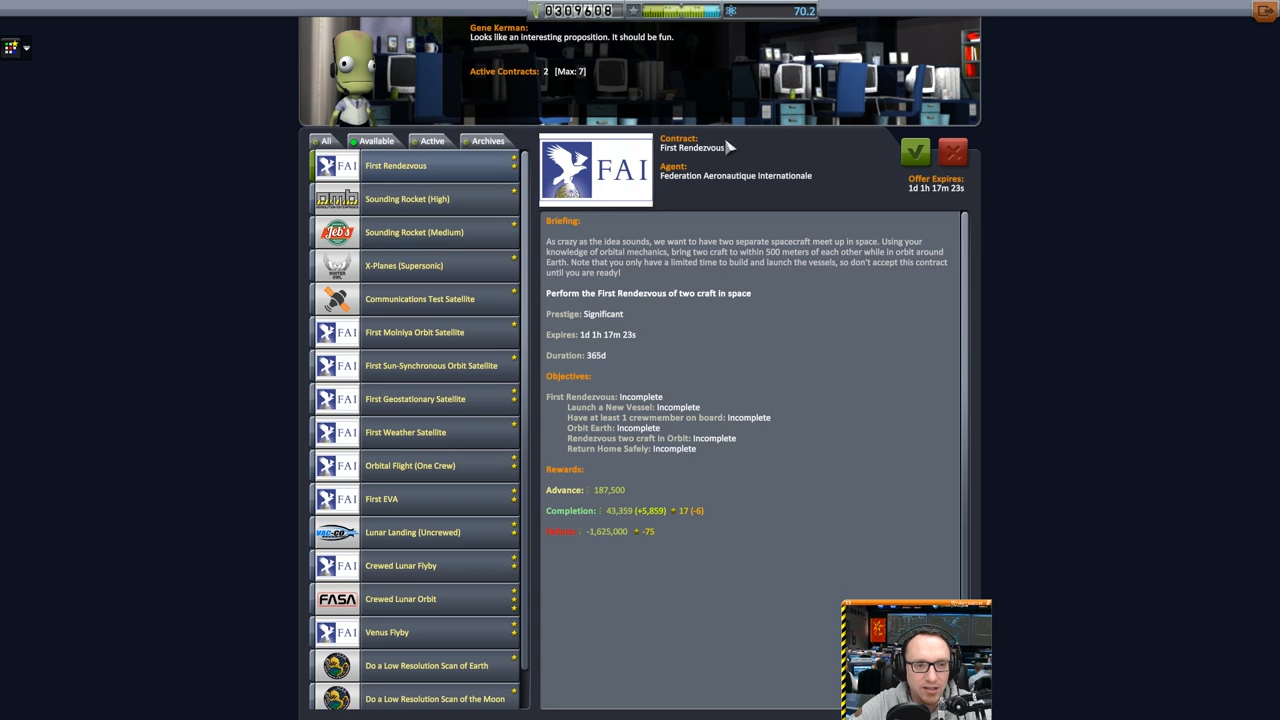 0309608
70.2
Gene Kerman:
Looks like an interesting proposition. It should be fun.
Active Contracts: 2 [Max: 7]
All
Available
Active
Archives
FAI
First Rendezvous
Sounding Rocket (High)
Jeb's
Sounding Rocket (Medium)
X-Planes (Supersonic)
Communications Test Satellite
FAI
First Molniya Orbit Satellite
FAI
First Sun-Synchronous Orbit Satellite
FAI
First Geostationary Satellite
FAI
First Weather Satellite
FAI
Orbital Flight (One Crew)
FAI
First EVA
Lunar Landing (Uncrewed)
FAI
Crewed Lunar Flyby
FASA
Crewed Lunar Orbit
FAI
Venus Flyby
Do a Low Resolution Scan of Earth
Do a Low Resolution Scan of the Moon
FAI
Contract:
First Rendezvous
Agent:
Federation Aeronautique Internationale
Offer Expires:
1d 1h 17m 23s
Briefing:
As crazy as the idea sounds, we want to have two separate spacecraft meet up in space. Using your
knowledge of orbital mechanics, bring two craft to within 500 meters of each other while in orbit around
Earth. Note that you only have a limited time to build and launch the vessels, so don't accept this contract
until you are ready!
Perform the First Rendezvous of two craft in space
Prestige: Significant
Expires: 1d 1h 17m 23s
Duration: 365d
Objectives:
First Rendezvous: Incomplete
Launch a New Vessel: Incomplete
Have at least 1 crewmember on board: Incomplete
Orbit Earth: Incomplete
Rendezvous two craft in Orbit: Incomplete
Return Home Safely: Incomplete
Rewards:
Advance: 187,500
Completion: 43,359 (+5,859) 17 (-6)
-1,625,000 -75